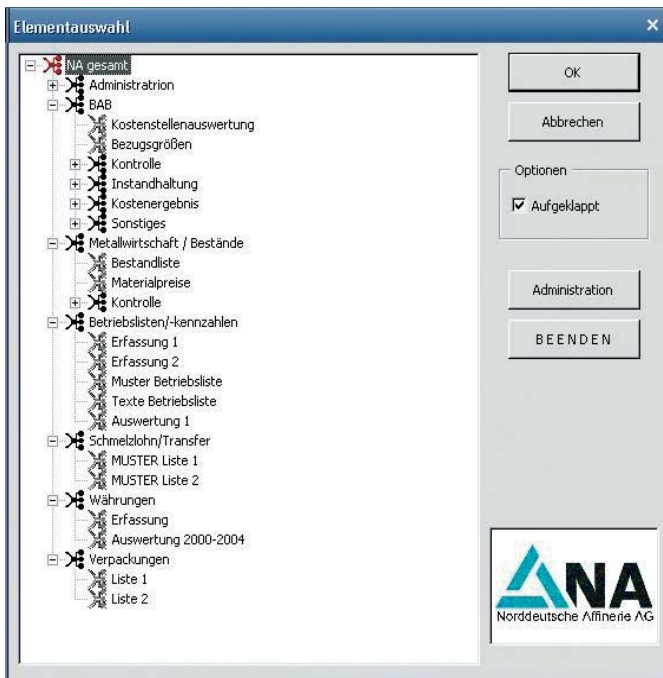 Elementauswahl
NA gesamt
Administratrion
BAB
Kostenstellenauswertung
Bezugsgrößen
Kontrolle
Instandhaltung
Kostenergebnis
Sonstiges
Metallwirtschaft / Bestände
Bestandliste
Materialpreise
Kontrolle
Betriebslisten/-kennzahlen
Erfassung 1
Erfassung 2
Muster Betriebsliste
Texte Betriebsliste
Auswertung 1
Schmelzlohn/Transfer
MUSTER Liste 1
MUSTER Liste 2
Währungen
Erfassung
Auswertung 2000-2004
Verpackungen
Liste 1
Liste 2
OK
Abbrechen
Optionen
Aufgeklappt
Administration
BEENDEN
NA
Norddeutsche Affinerie AG